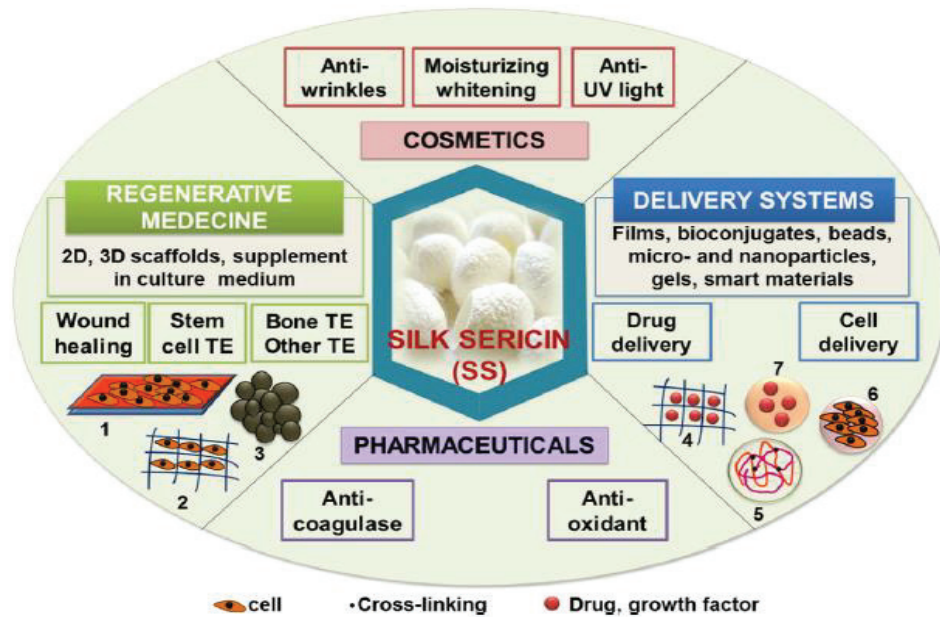 Anti-
wrinkles
Moisturizing
whitening
Anti-
UV light
COSMETICS
REGENERATIVE
MEDECINE
2D, 3D scaffolds, supplement
in culture medium
Wound
healing
Stem
cell TE
Bone TE
Other TE
1
2
3
DELIVERY SYSTEMS
Films, bioconjugates, beads,
micro- and nanoparticles,
gels, smart materials
Drug
delivery
Cell
delivery
4
7
6
5
SILK SERICIN
(SS)
PHARMACEUTICALS
Anti-
coagulase
Anti-
oxidant
cell
Cross-linking
Drug, growth factor